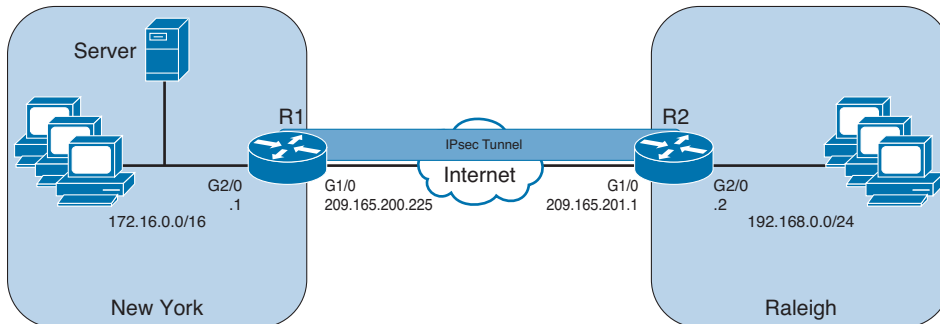 Server
R1
R2
IPsec Tunnel
Internet
G2/0
.1
G1/0
209.165.200.225
G1/0
209.165.201.1
G2/0
.2
172.16.0.0/16
192.168.0.0/24
New York
Raleigh